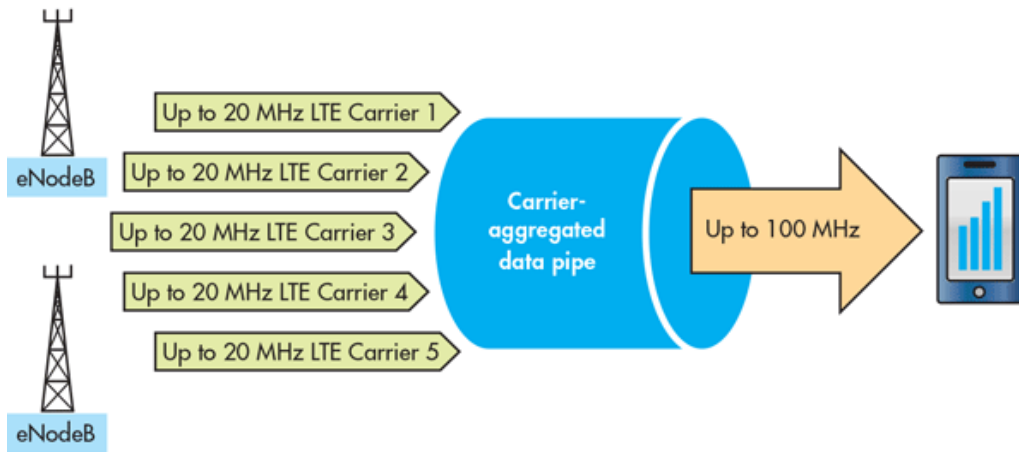 Up to 20 MHz LTE Carrier 1
eNodeB
Up to 20 MHz LTE Carrier 2
Up to 20 MHz LTE Carrier 3
Up to 20 MHz LTE Carrier 4
Up to 20 MHz LTE Carrier 5
eNodeB
Carrier-
aggregated
data pipe
Up to 100 MHz